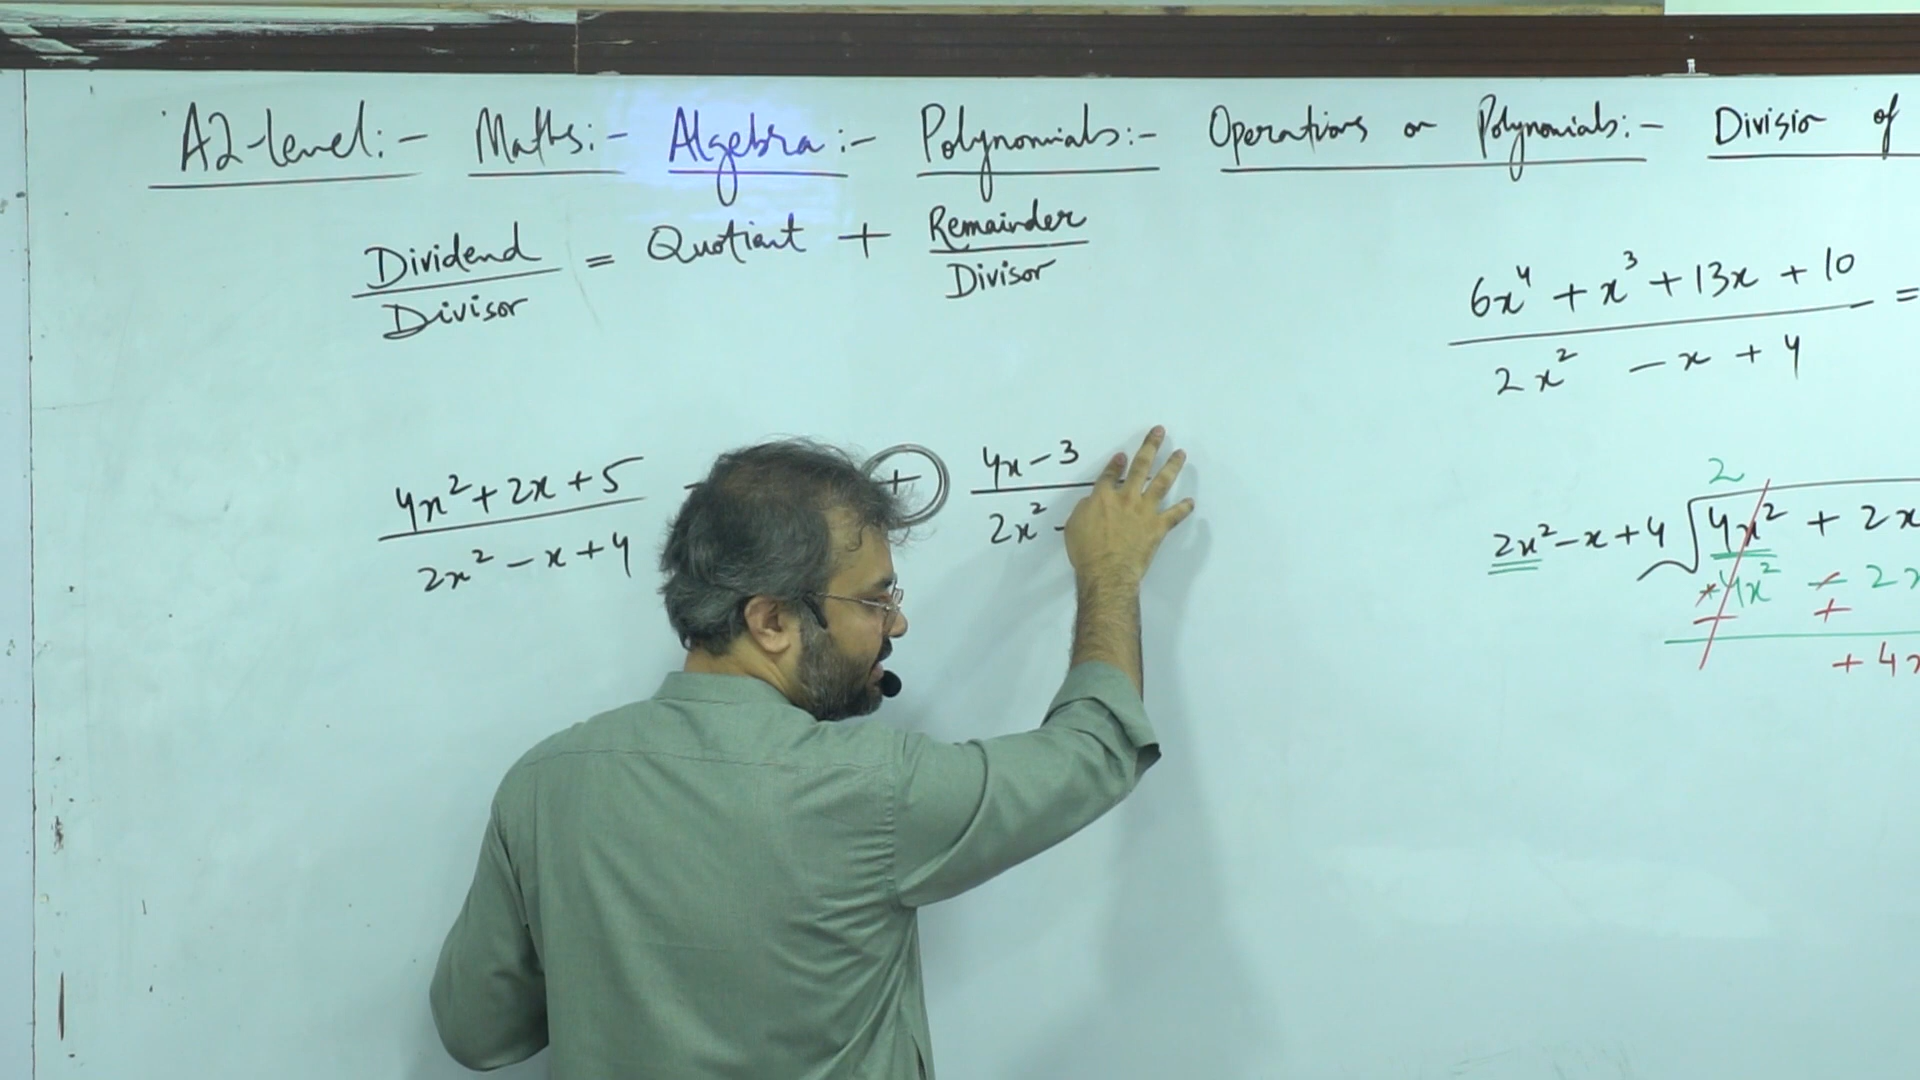 A2-level:- Maths:- Algebra:- Polynomials:- Operations on Polynomials:- Division of
Dividend/Divisor = Quotiant + Remainder/Divisor
6x⁴ + x³ + 13x + 10 / 2x² - x + 4 =
4x² + 2x + 5 / 2x² - x + 4
+ 4x - 3 / 2x² -
2
2x² - x + 4 √ 4x² + 2x
4x² - 2x
- +
+ 4x